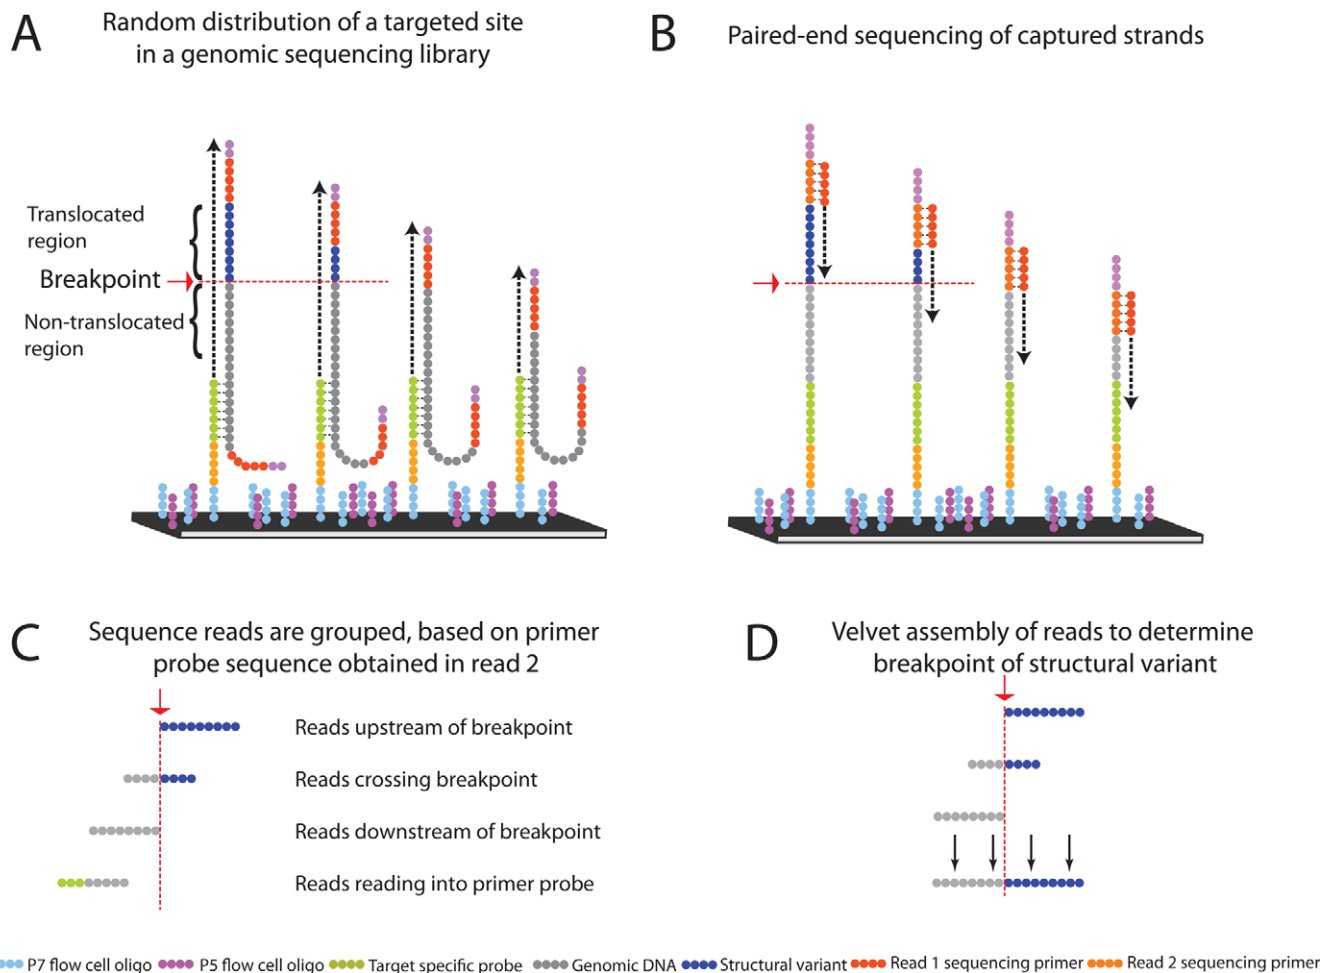 A
Random distribution of a targeted site
in a genomic sequencing library
Translocated
region
Breakpoint
Non-translocated
region
B
Paired-end sequencing of captured strands
C
Sequence reads are grouped, based on primer
probe sequence obtained in read 2
Reads upstream of breakpoint
Reads crossing breakpoint
Reads downstream of breakpoint
Reads reading into primer probe
D
Velvet assembly of reads to determine
breakpoint of structural variant
P7 flow cell oligo P5 flow cell oligo Target specific probe Genomic DNA Structural variant Read 1 sequencing primer Read 2 sequencing primer